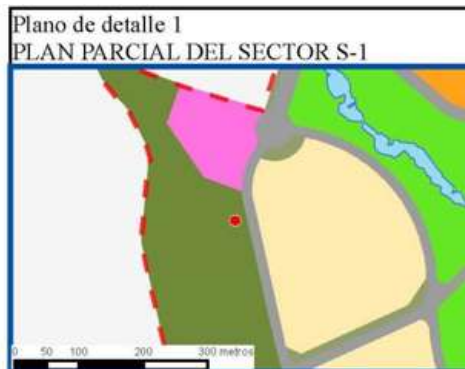 Plano de detalle 1
PLAN PARCIAL DEL SECTOR S-1
0 50 100 200 300 metros